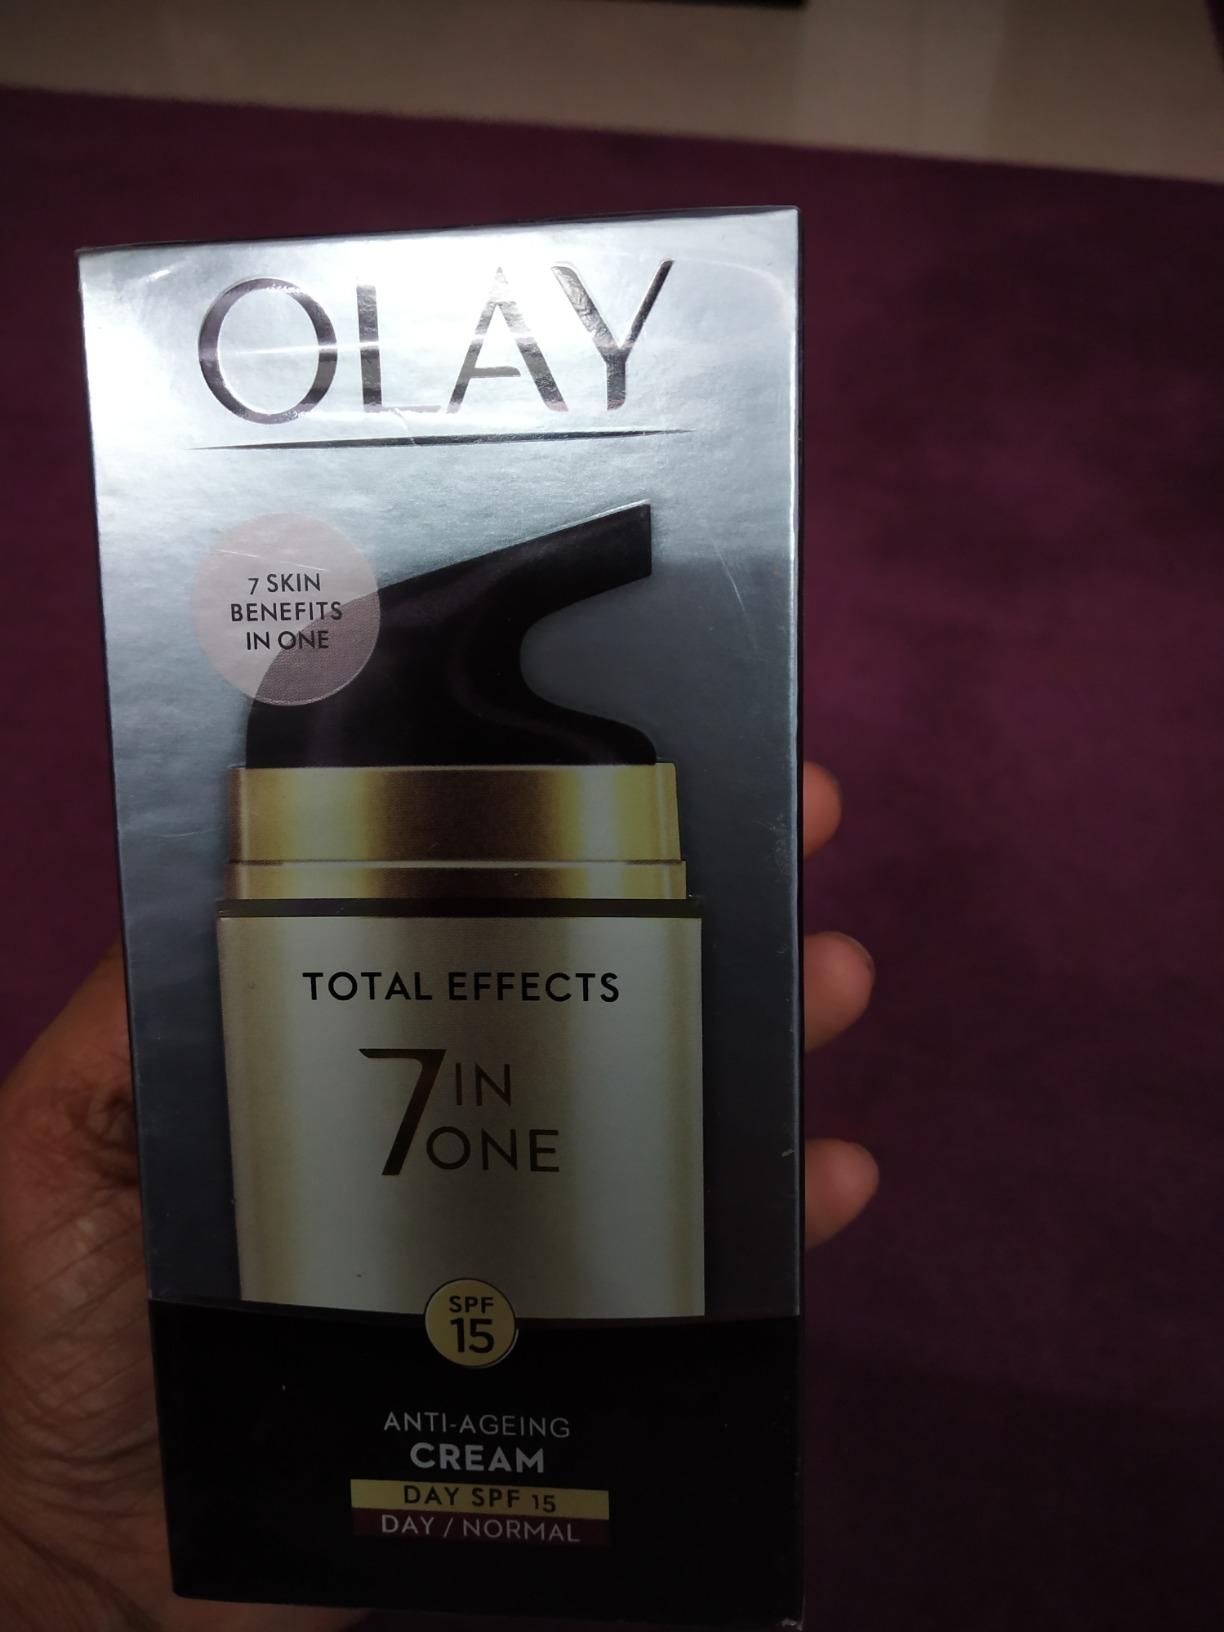 OLAY
7 SKIN
BENEFITS
IN ONE
TOTAL EFFECTS
7 IN
ONE
SPF
15
ANTI-AGEING
CREAM
DAY SPF 15
DAY / NORMAL